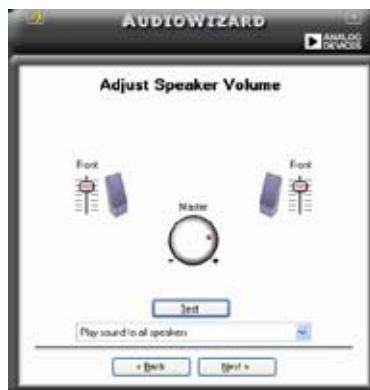 AUDIOWIZARD
ANALOG
DEVICES
Adjust Speaker Volume
Front Front
Master
Test
Play sound to all speakers
< Back Next >